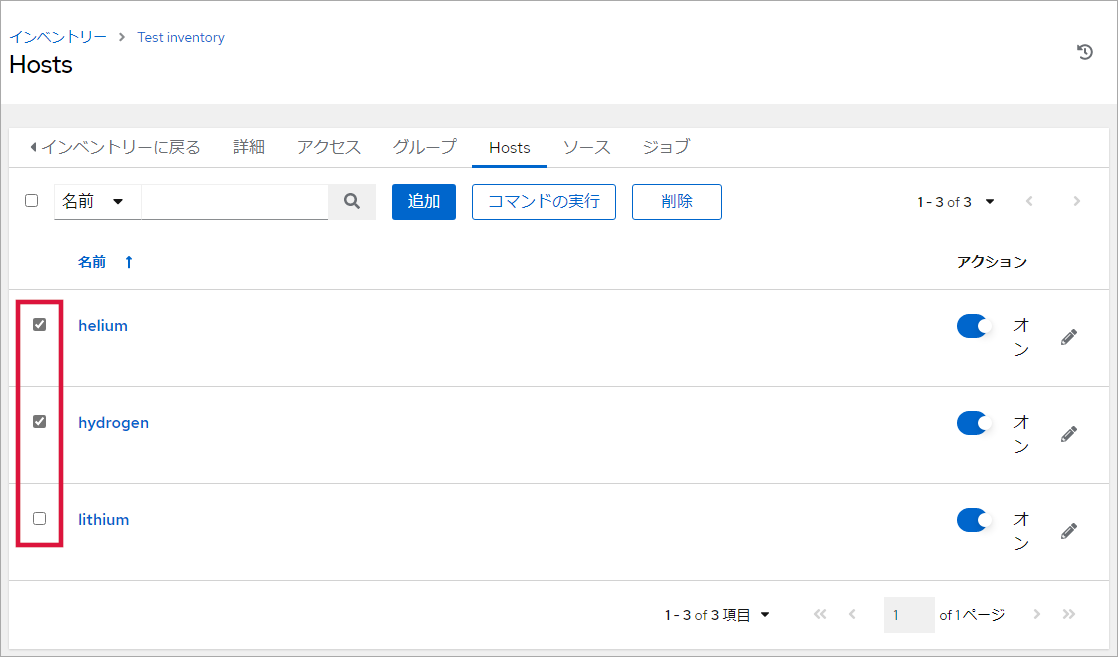 インベントリー > Test inventory
Hosts
インベントリーに戻る 詳細 アクセス グループ Hosts ソース ジョブ
名前 追加 コマンドの実行 削除 1 - 3 of 3
名前 アクション
helium オン
hydrogen オン
lithium オン
1 - 3 of 3 項目 1 of 1 ページ